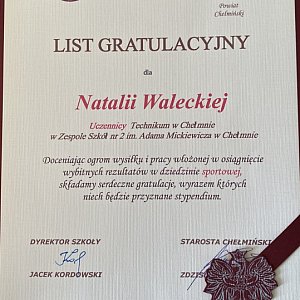 Powiat
Chełmiński
LIST GRATULACYJNY
dla
Natalii Waleckiej
Uczennicy Technikum w Chełmnie
w Zespole Szkół nr 2 im. Adama Mickiewicza w Chełmnie
Doceniając ogrom wysiłku i pracy włożonej w osiągnięcie
wybitnych rezultatów w dziedzinie sportowej,
składamy serdeczne gratulacje, wyrazem których
niech będzie przyznane stypendium.
DYREKTOR SZKOŁY
STAROSTA CHEŁMIŃSKI
JACEK KORDOWSKI